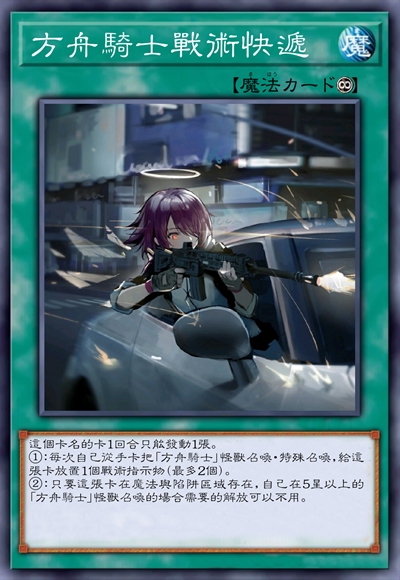 方舟騎士戰術快遞
魔
【魔法カード】
ま ほう
這個卡名的卡1回合只能發動1張。
①:每次自己從手卡把「方舟騎士」怪獸召喚・特殊召喚,給這
張卡放置1個戰術指示物(最多2個)。
②:只要這張卡在魔法與陷阱區域存在,自己在5星以上的
「方舟騎士」怪獸召喚的場合需要的解放可以不用。